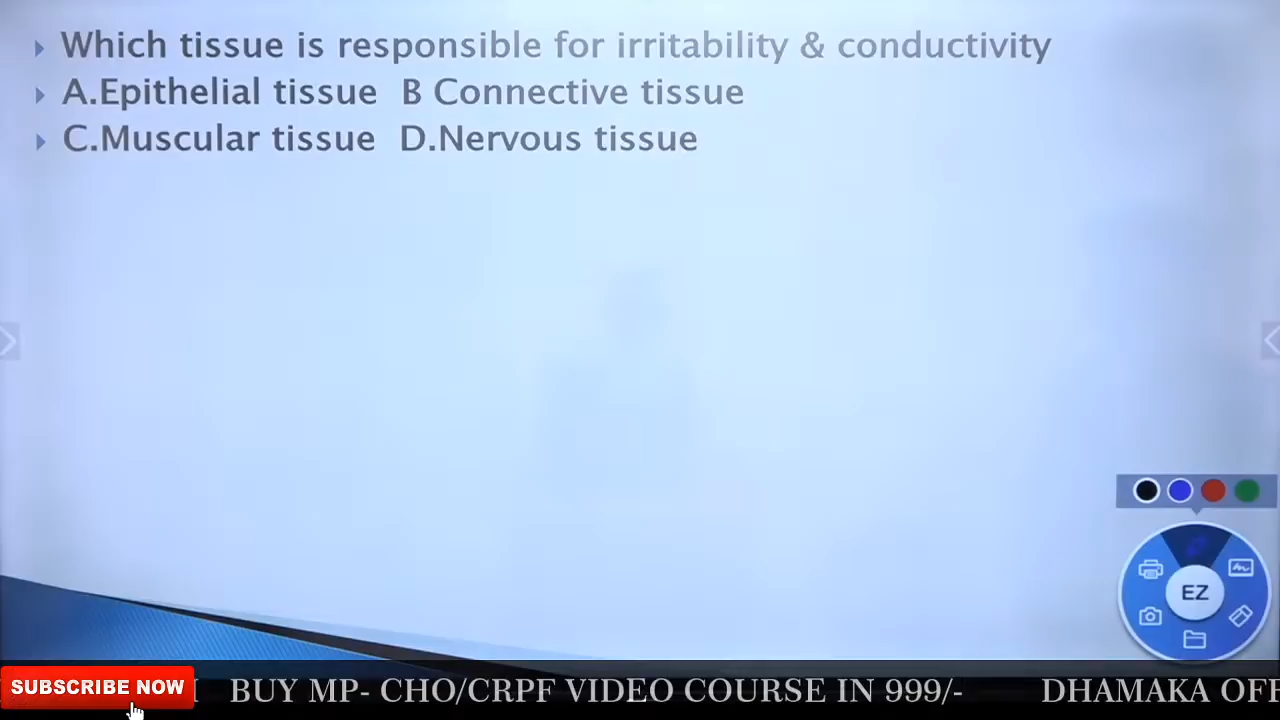 Which tissue is responsible for irritability & conductivity
A.Epithelial tissue B Connective tissue
C.Muscular tissue D.Nervous tissue
EZ
SUBSCRIBE NOW
BUY MP- CHO/CRPF VIDEO COURSE IN 999/- DHAMAKA